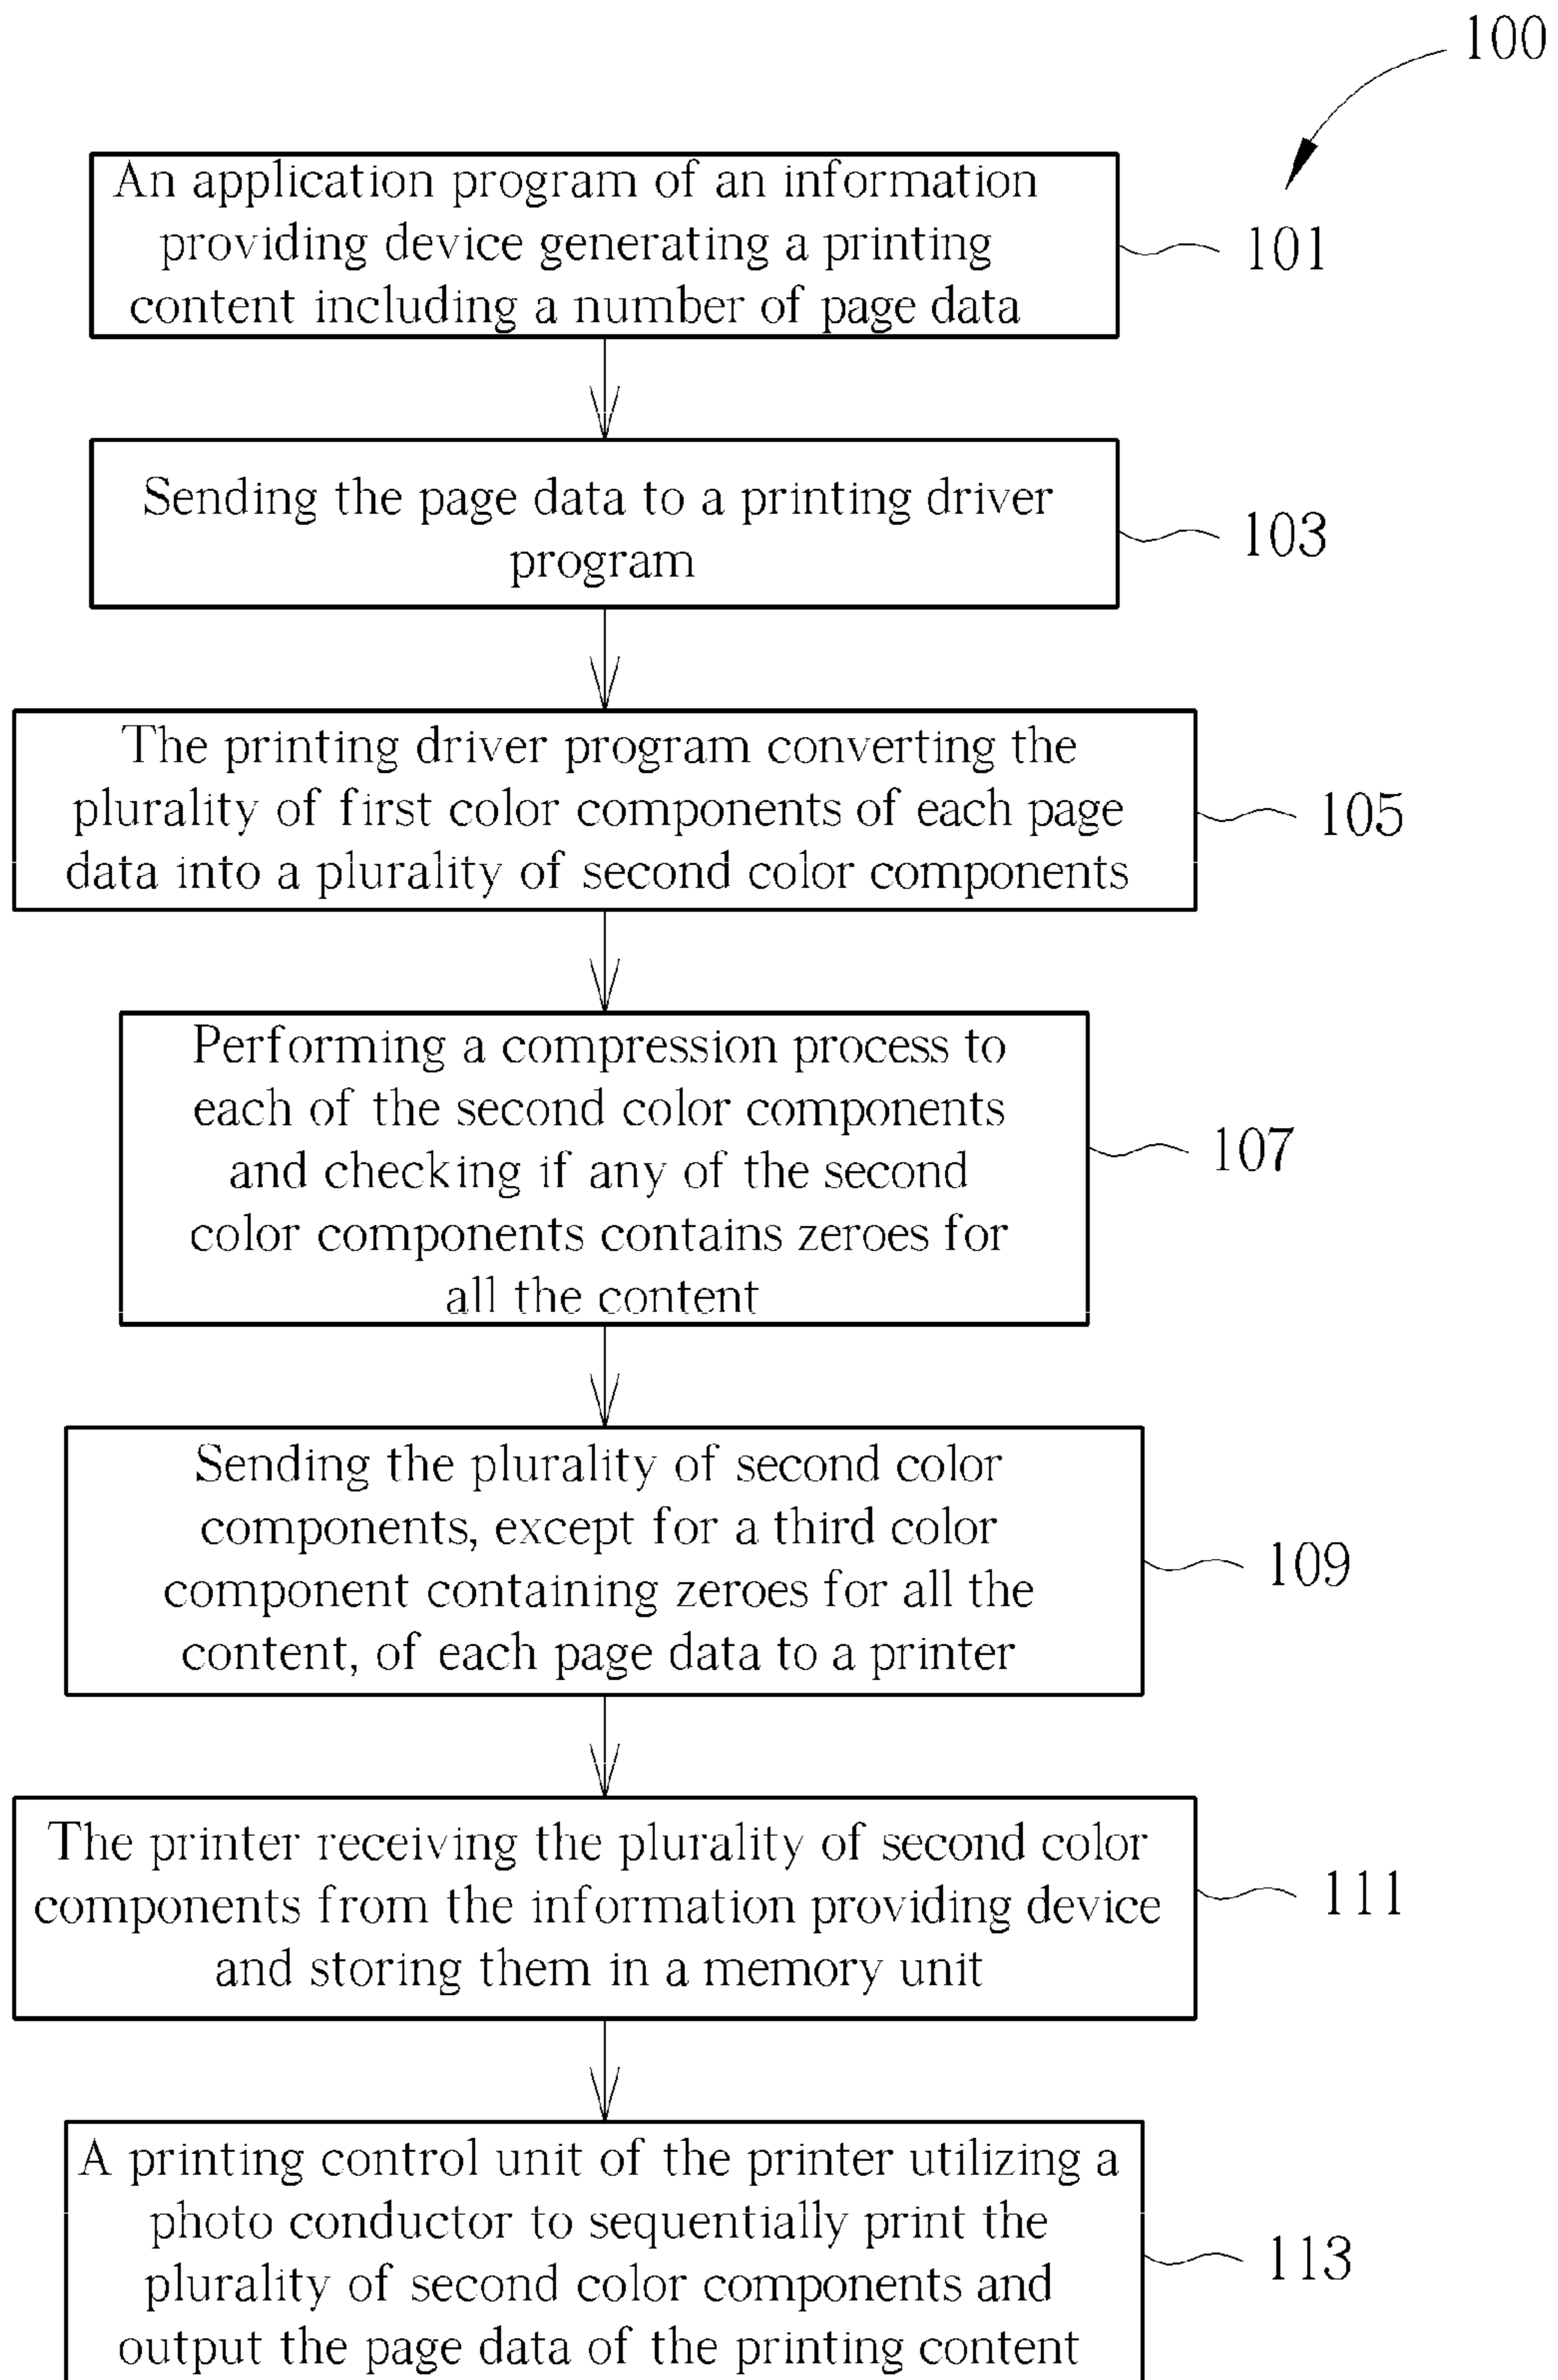 100
An application program of an information
providing device generating a printing
content including a number of page data
101
Sending the page data to a printing driver
program
103
The printing driver program converting the
plurality of first color components of each page
data into a plurality of second color components
105
Performing a compression process to
each of the second color components
and checking if any of the second
color components contains zeroes for
all the content
107
Sending the plurality of second color
components, except for a third color
component containing zeroes for all the
content, of each page data to a printer
109
The printer receiving the plurality of second color
components from the information providing device
and storing them in a memory unit
111
A printing control unit of the printer utilizing a
photo conductor to sequentially print the
plurality of second color components and
output the page data of the printing content
113